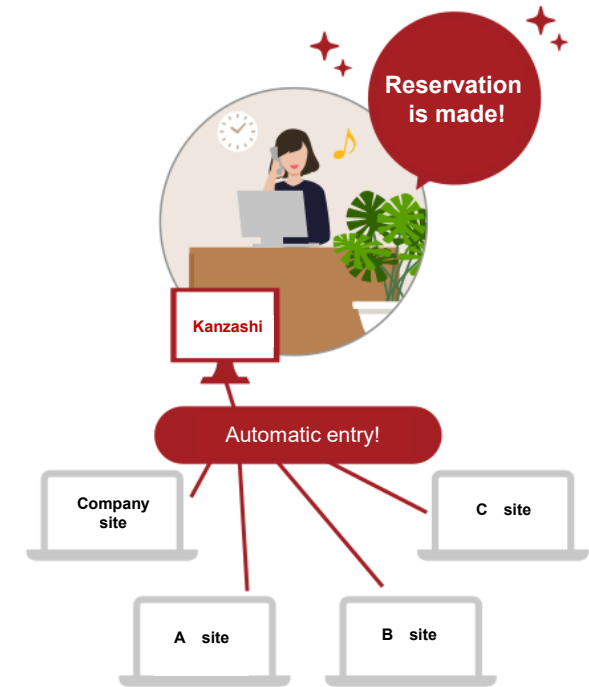 Reservation
is made!
Kanzashi
Automatic entry!
Company
site
C site
A site
B site